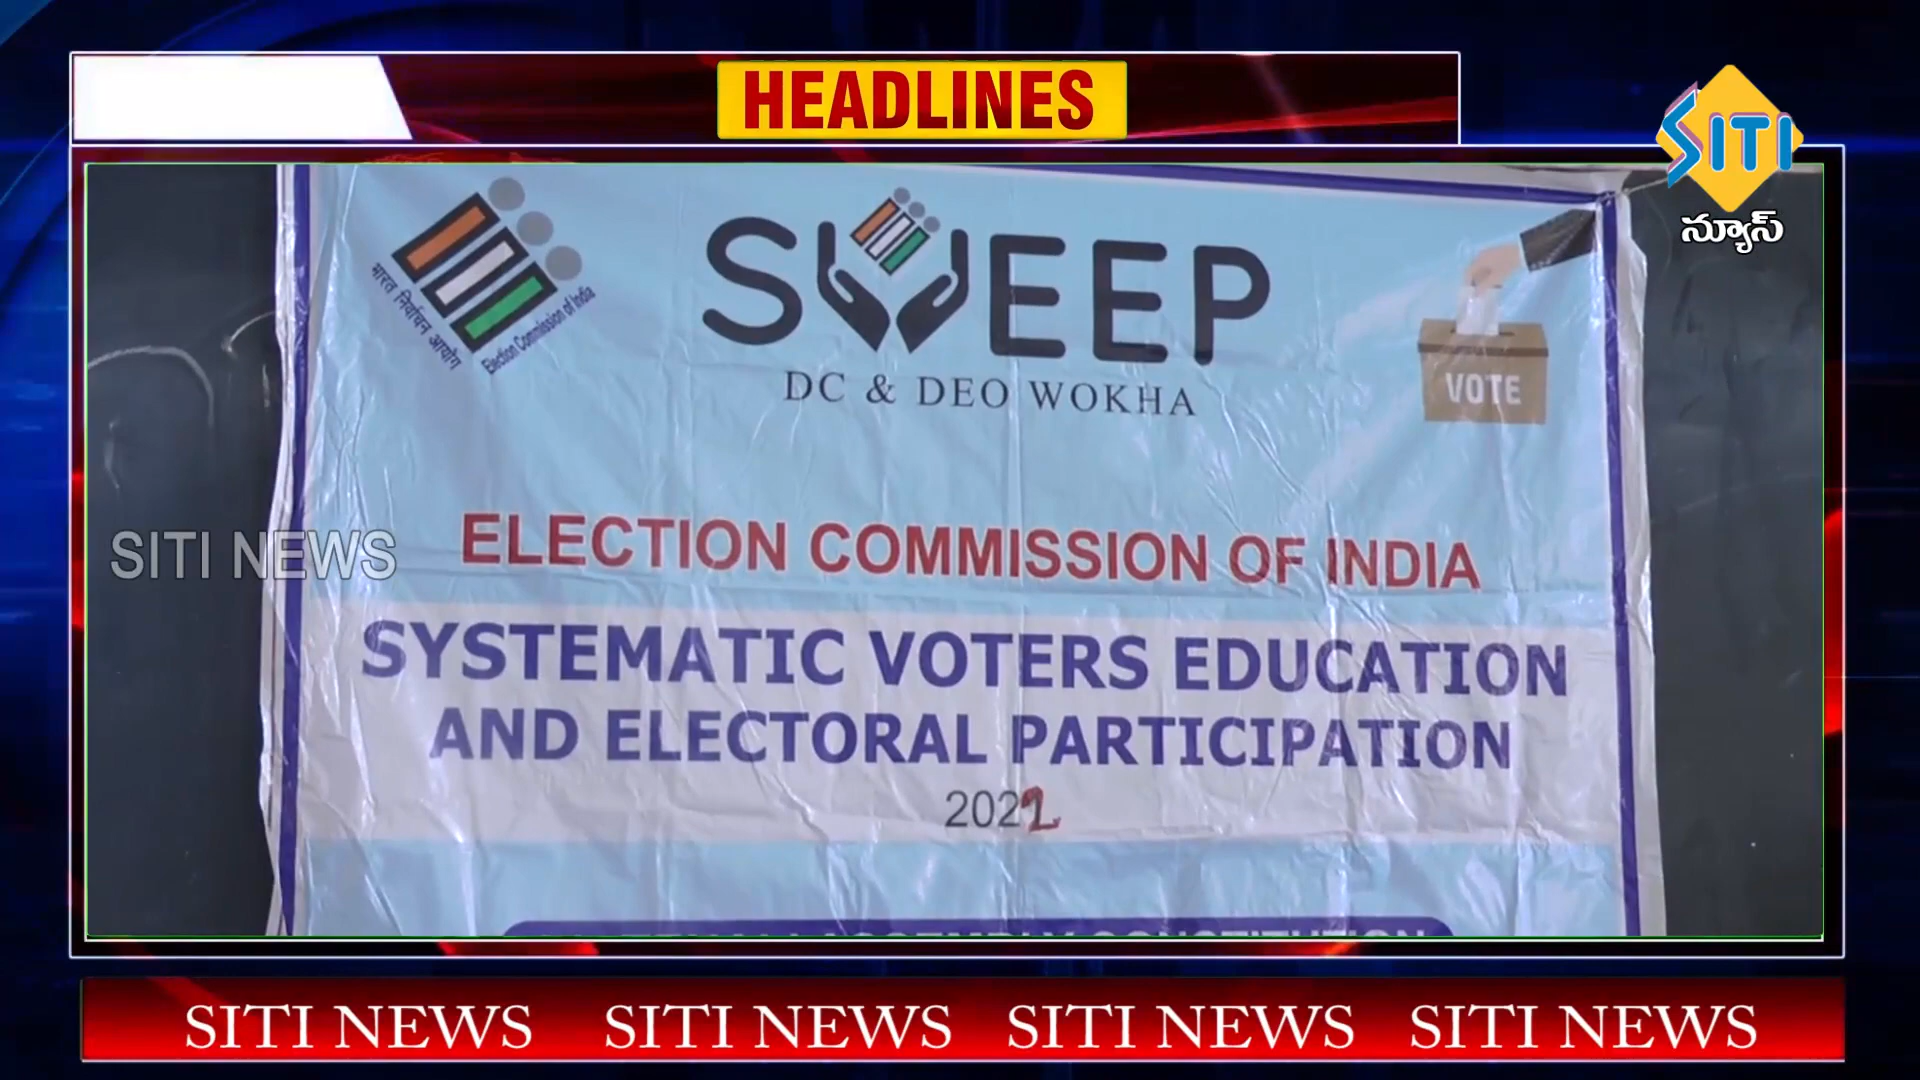 HEADLINES
SITI
న్యూస్
भारत निर्वाचन आयोग
Election Commission of India
SWEEP
DC & DEO WOKHA
VOTE
SITI NEWS
ELECTION COMMISSION OF INDIA
SYSTEMATIC VOTERS EDUCATION
AND ELECTORAL PARTICIPATION
2022
SITI NEWS SITI NEWS SITI NEWS SITI NEWS